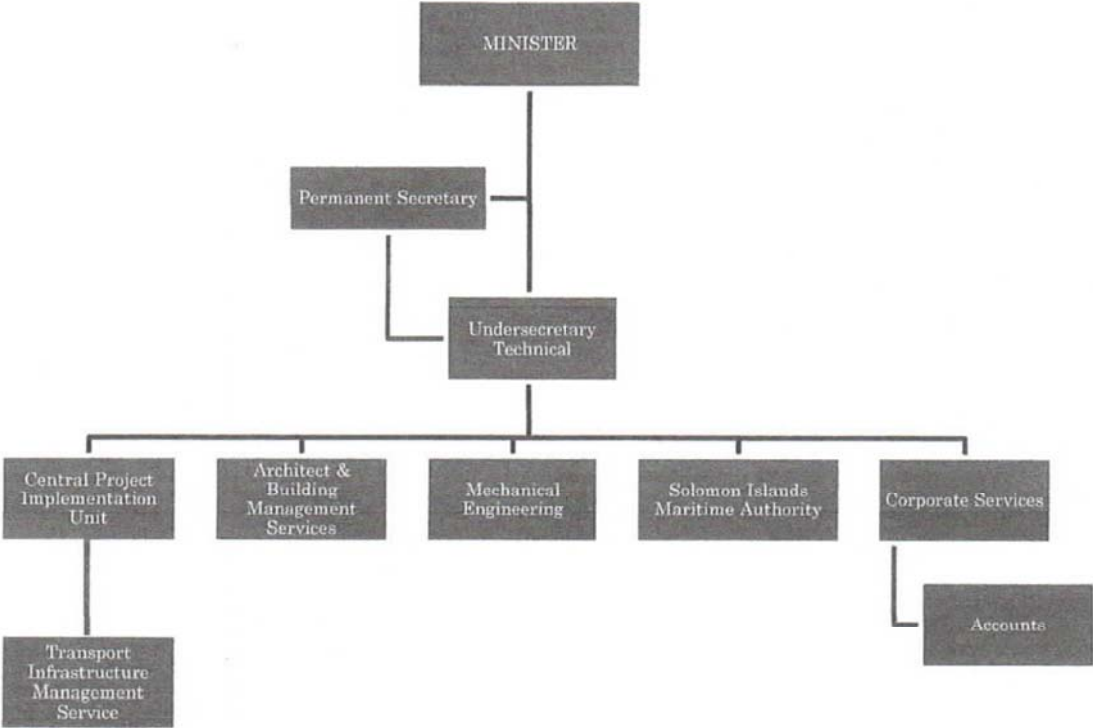 MINISTER
Permanent Secretary
Undersecretary
Technical
Central Project
Implementation
Unit
Architect &
Building
Management
Services
Mechanical
Engineering
Solomon Islands
Maritime Authority
Corporate Services
Accounts
Transport
Infrastructure
Management
Service